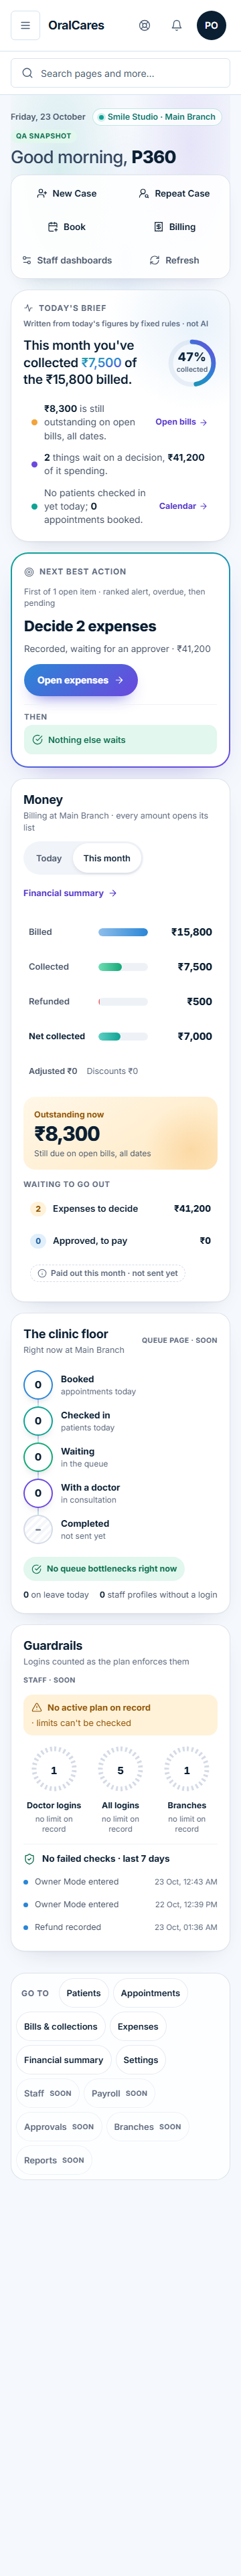 OralCares
PO
Search pages and more...
Friday, 23 October
Smile Studio · Main Branch
QA SNAPSHOT
Good morning, P360
New Case
Repeat Case
Book
Billing
Staff dashboards
Refresh
TODAY'S BRIEF
Written from today's figures by fixed rules · not AI
This month you've
collected ₹7,500 of
the ₹15,800 billed.
47%
collected
₹8,300 is still
outstanding on open
bills, all dates.
Open bills →
2 things wait on a decision, ₹41,200
of it spending.
No patients checked in
yet today; 0
appointments booked.
Calendar →
NEXT BEST ACTION
First of 1 open item · ranked alert, overdue, then
pending
Decide 2 expenses
Recorded, waiting for an approver · ₹41,200
Open expenses →
THEN
Nothing else waits
Money
Billing at Main Branch · every amount opens its
list
Today
This month
Financial summary →
Billed
₹15,800
Collected
₹7,500
Refunded
₹500
Net collected
₹7,000
Adjusted ₹0
Discounts ₹0
Outstanding now
₹8,300
Still due on open bills, all dates
WAITING TO GO OUT
2
Expenses to decide
₹41,200
0
Approved, to pay
₹0
Paid out this month · not sent yet
The clinic floor
QUEUE PAGE · SOON
Right now at Main Branch
0
Booked
appointments today
0
Checked in
patients today
0
Waiting
in the queue
0
With a doctor
in consultation
–
Completed
not sent yet
No queue bottlenecks right now
0 on leave today
0 staff profiles without a login
Guardrails
Logins counted as the plan enforces them
STAFF · SOON
No active plan on record
· limits can't be checked
1
5
1
Doctor logins
All logins
Branches
no limit on
record
no limit on
record
no limit on
record
No failed checks · last 7 days
Owner Mode entered
23 Oct, 12:43 AM
Owner Mode entered
22 Oct, 12:39 PM
Refund recorded
23 Oct, 01:36 AM
GO TO
Patients
Appointments
Bills & collections
Expenses
Financial summary
Settings
Staff SOON
Payroll SOON
Approvals SOON
Branches SOON
Reports SOON